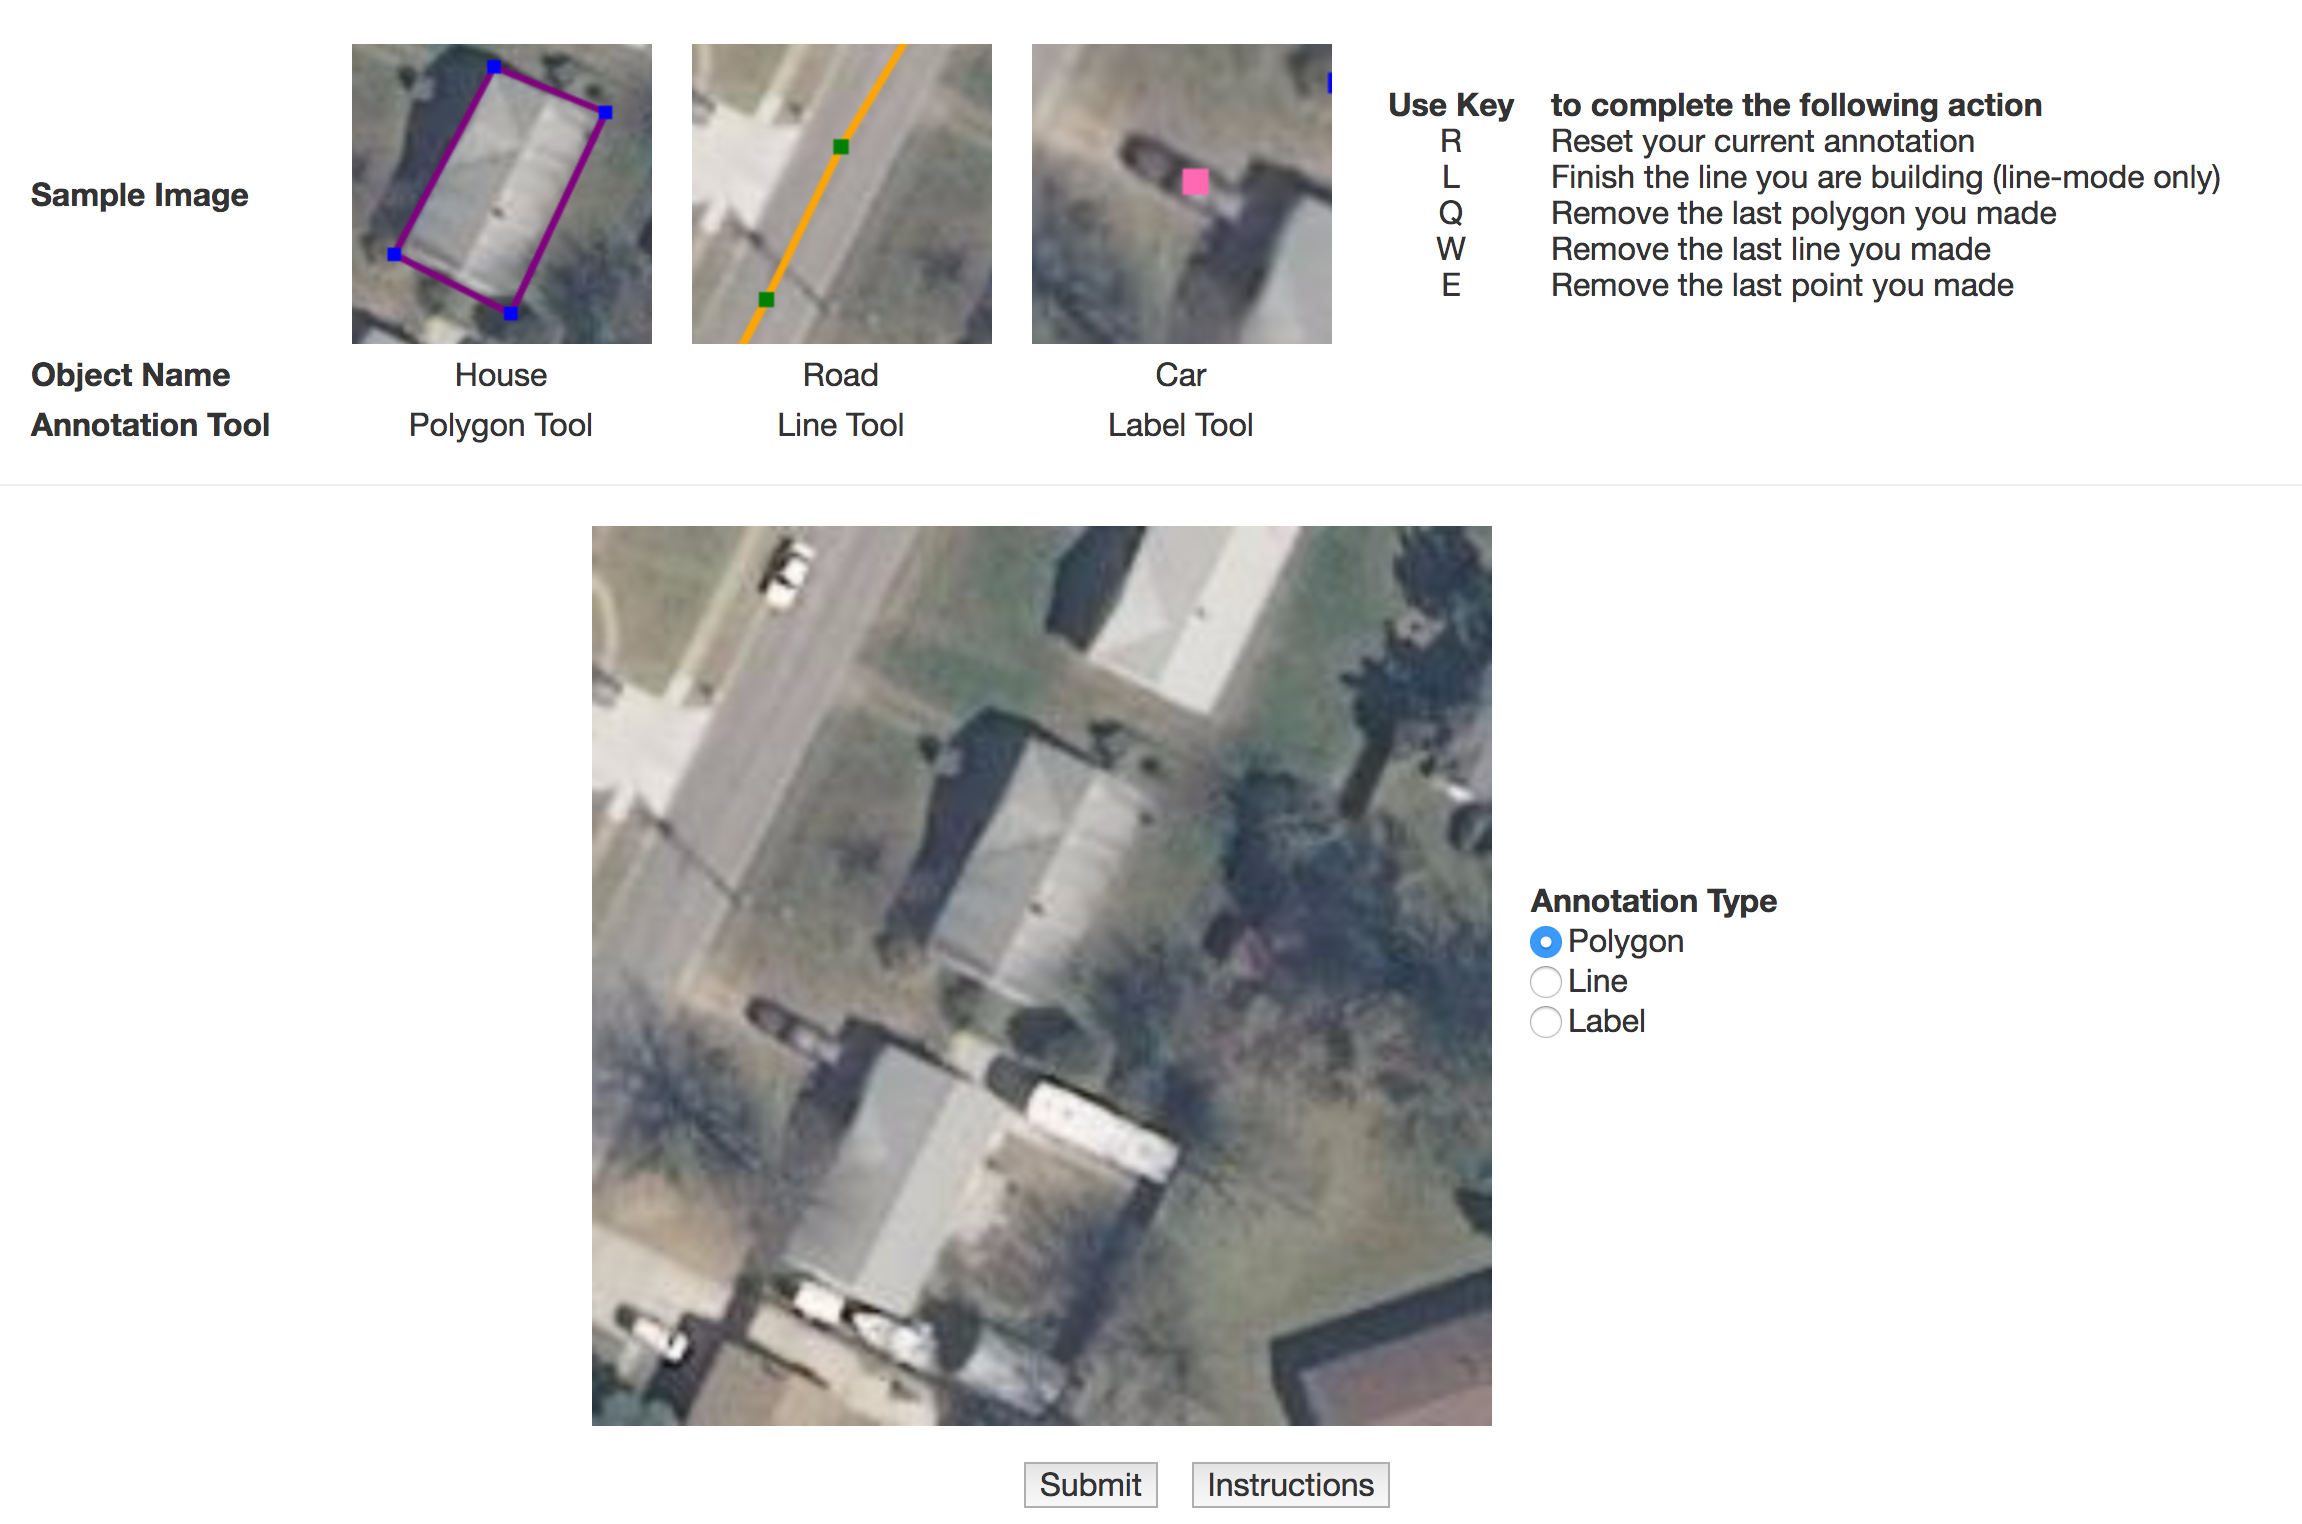 Sample Image
Use Key to complete the following action
R Reset your current annotation
L Finish the line you are building (line-mode only)
Q Remove the last polygon you made
W Remove the last line you made
E Remove the last point you made
Object Name House Road Car
Annotation Tool Polygon Tool Line Tool Label Tool
Annotation Type
Polygon
Line
Label
Submit Instructions